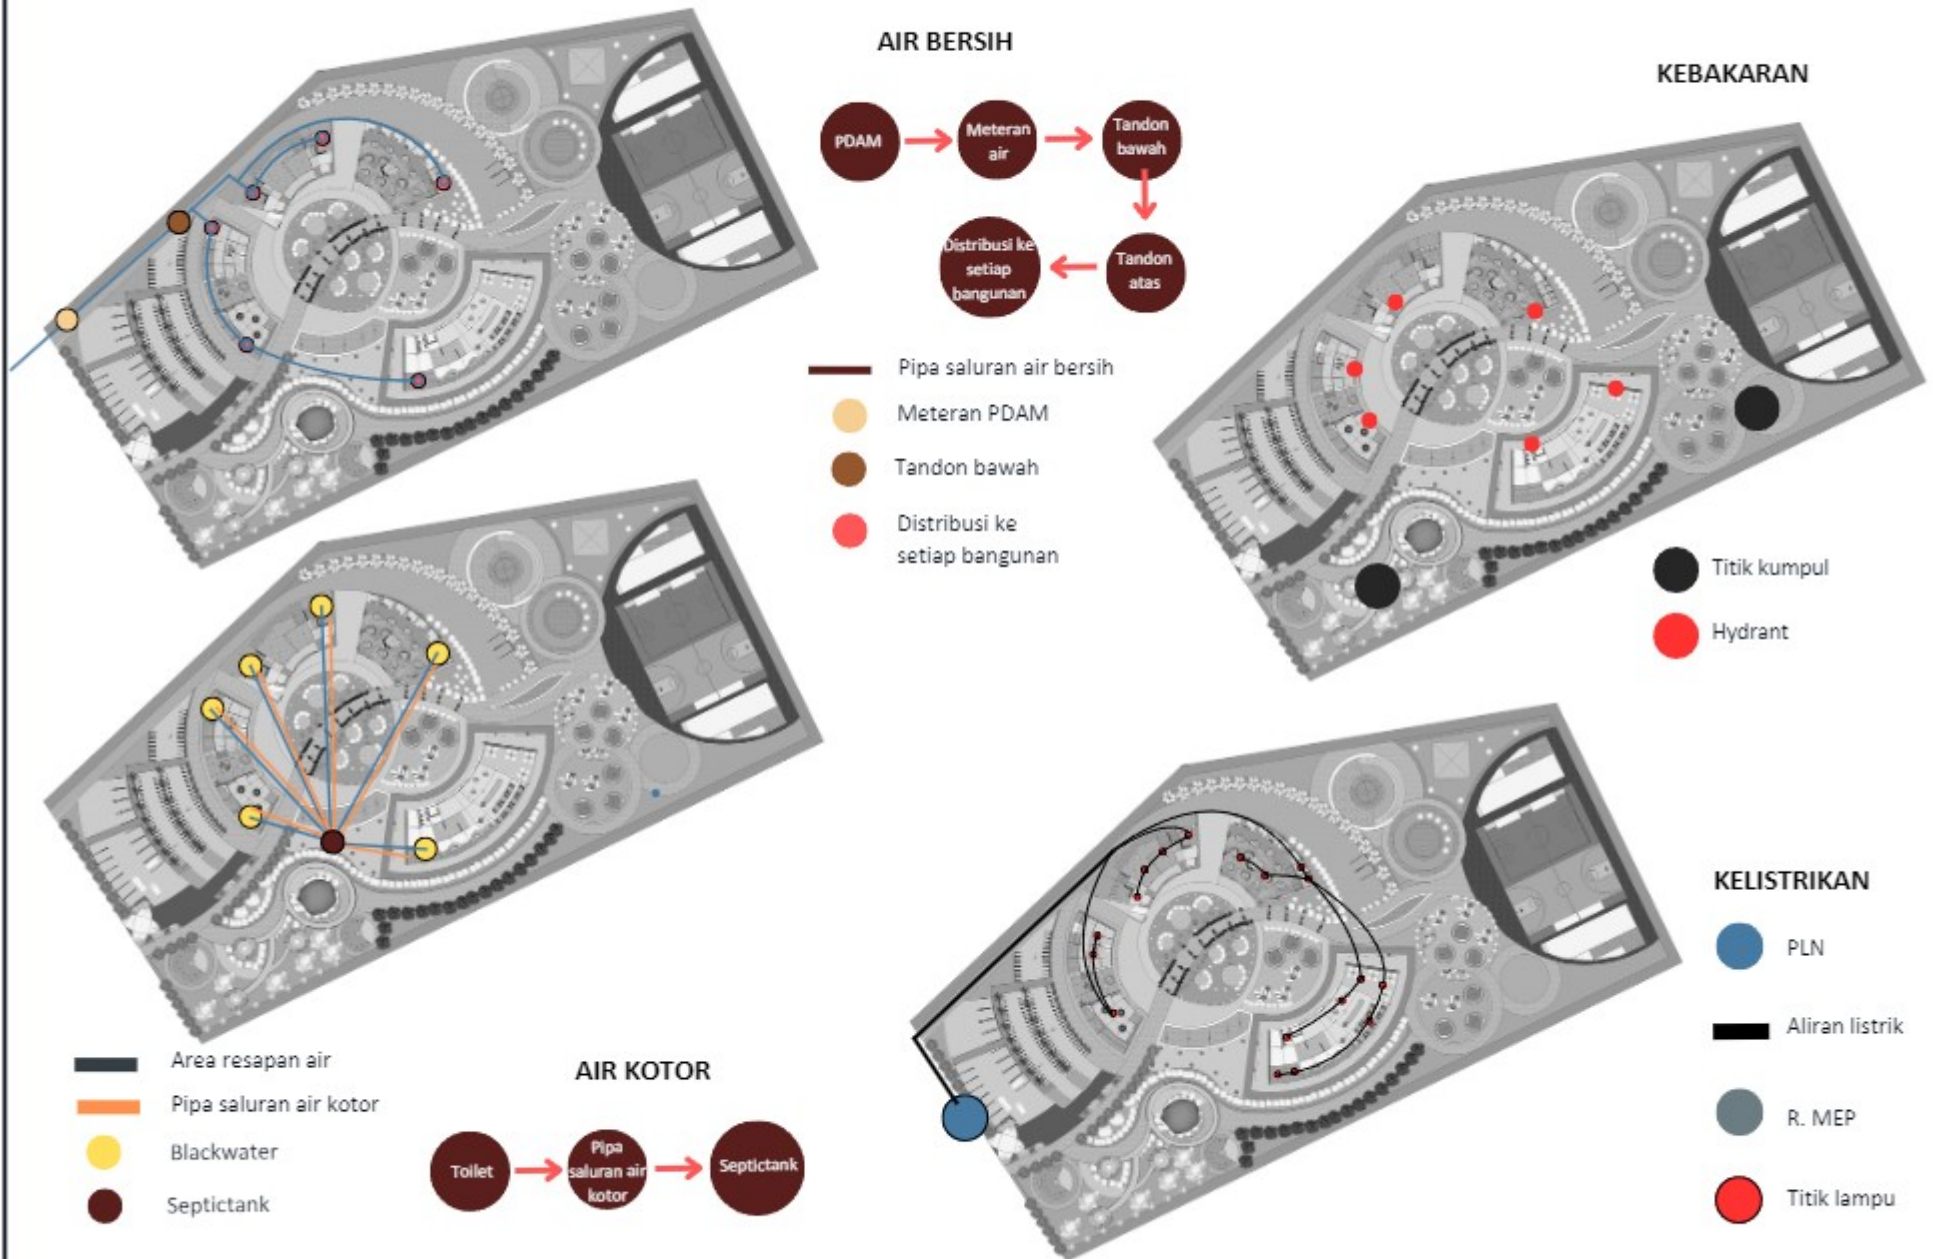 AIR BERSIH
PDAM
Meteran
air
Tandon
bawah
Distribusi ke
setiap
bangunan
Tandon
atas
Pipa saluran air bersih
Meteran PDAM
Tandon bawah
Distribusi ke
setiap bangunan
KEBAKARAN
Titik kumpul
Hydrant
Area resapan air
Pipa saluran air kotor
Blackwater
Septictank
AIR KOTOR
Toilet
Pipa
saluran air
kotor
Septictank
KELISTRIKAN
PLN
Aliran listrik
R. MEP
Titik lampu